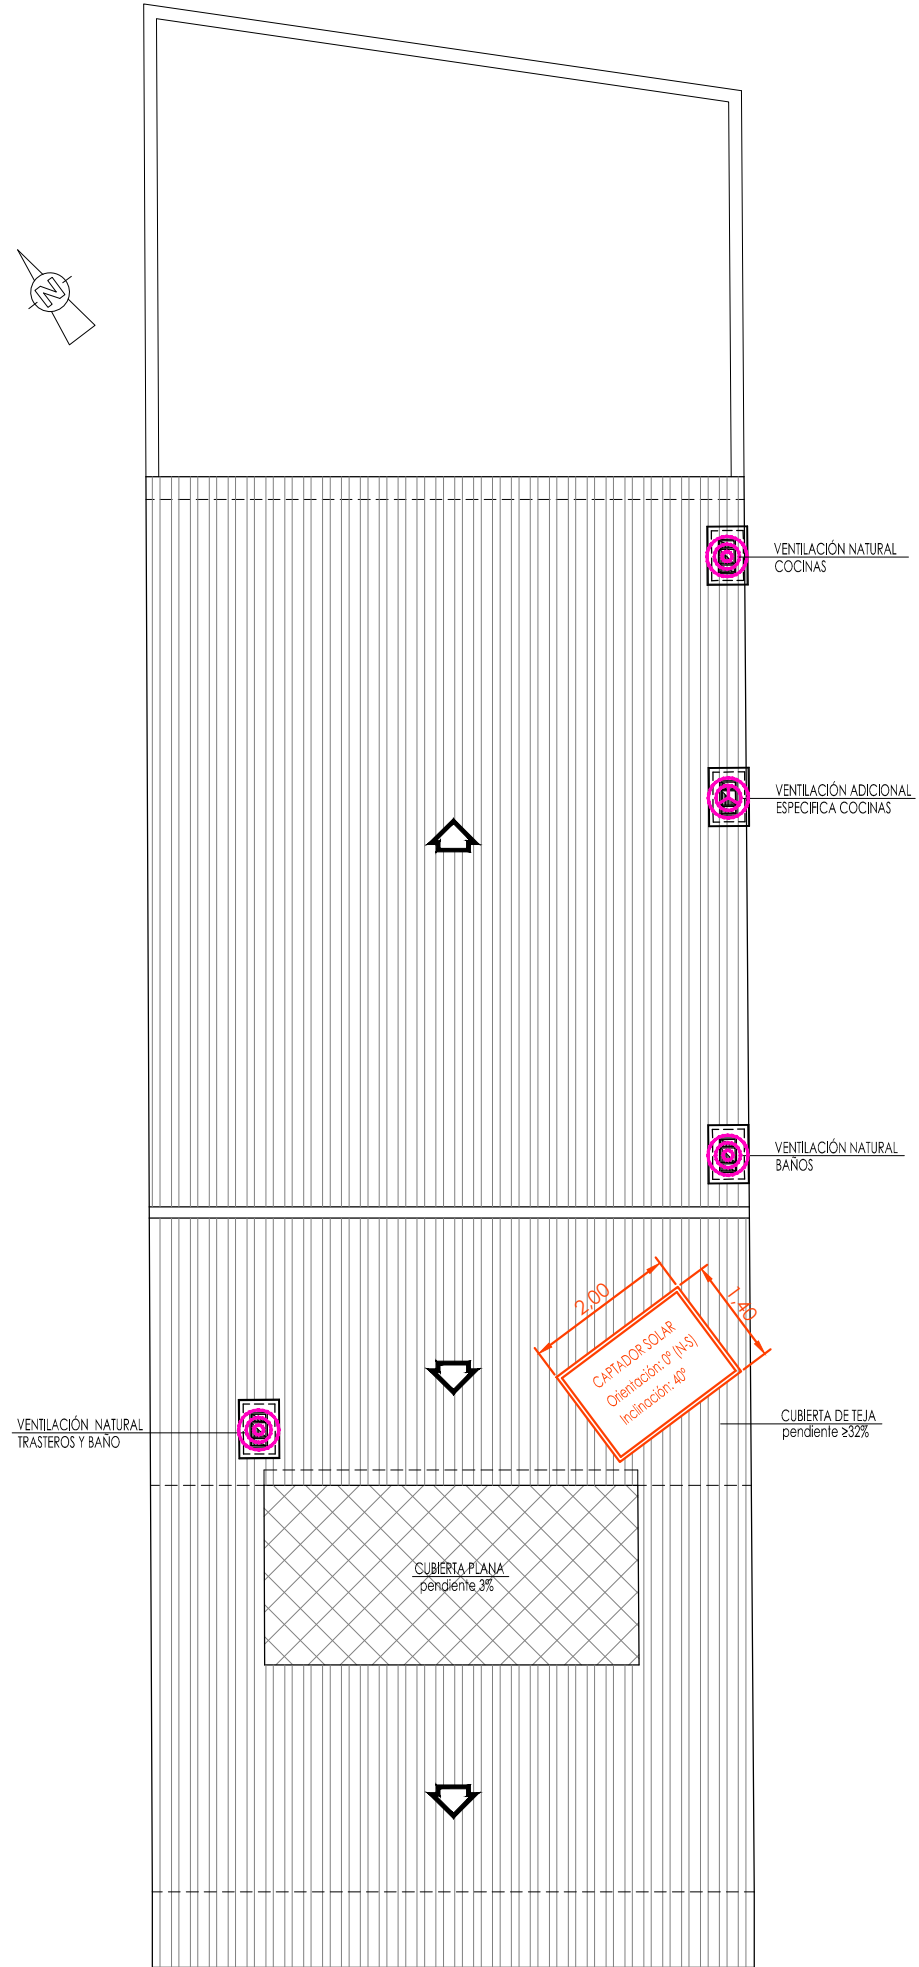 N
VENTILACIÓN NATURAL
COCINAS
VENTILACIÓN ADICIONAL
ESPECIFICA COCINAS
VENTILACIÓN NATURAL
BAÑOS
2,00
1,40
CAPTADOR SOLAR
Orientación: 0º (N-S)
Inclinación: 40º
VENTILACIÓN NATURAL
TRASTEROS Y BAÑO
CUBIERTA DE TEJA
pendiente ≥32%
CUBIERTA PLANA
pendiente 3%